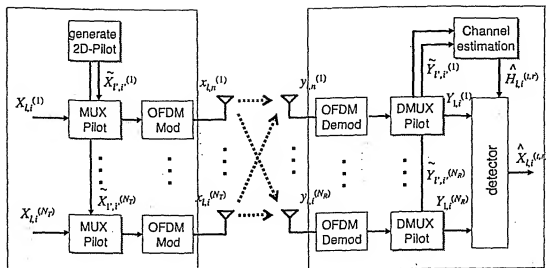 generate
2D-Pilot
X̃_{l',i'}^{(1)}
X_{l,i}^{(1)}
MUX
Pilot
OFDM
Mod
x_{l,n}^{(1)}
X̃_{l',i'}^{(N_T)}
X_{l,i}^{(N_T)}
MUX
Pilot
OFDM
Mod
x_{l,i}^{(N_T)}
y_{l,n}^{(1)}
OFDM
Demod
DMUX
Pilot
Channel
estimation
Ỹ_{l',i'}^{(1)}
Ĥ_{l,i}^{(t,r)}
Y_{l,i}^{(1)}
detector
Ỹ_{l',i'}^{(N_R)}
y_{l,i}^{(N_R)}
OFDM
Demod
DMUX
Pilot
Y_{l,i}^{(N_R)}
X̂_{l,i}^{(t,r)}